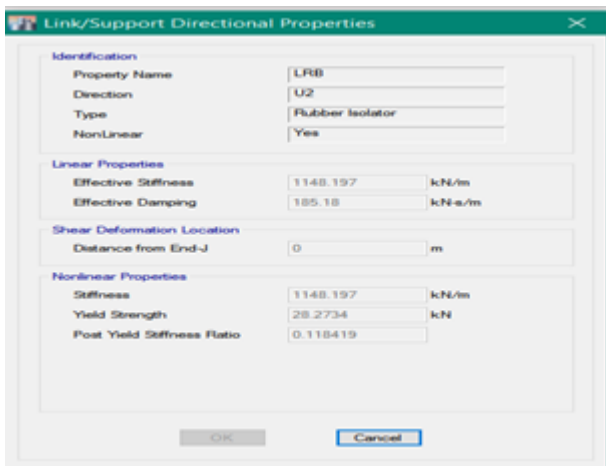 Link/Support Directional Properties
Identification
Property Name LRB
Direction U2
Type Rubber Isolator
NonLinear Yes
Linear Properties
Effective Stiffness 1148.197 kN/m
Effective Damping 185.18 kN-s/m
Shear Deformation Location
Distance from End-J 0 m
Nonlinear Properties
Stiffness 1148.197 kN/m
Yield Strength 28.2734 kN
Post Yield Stiffness Ratio 0.118419
OK Cancel